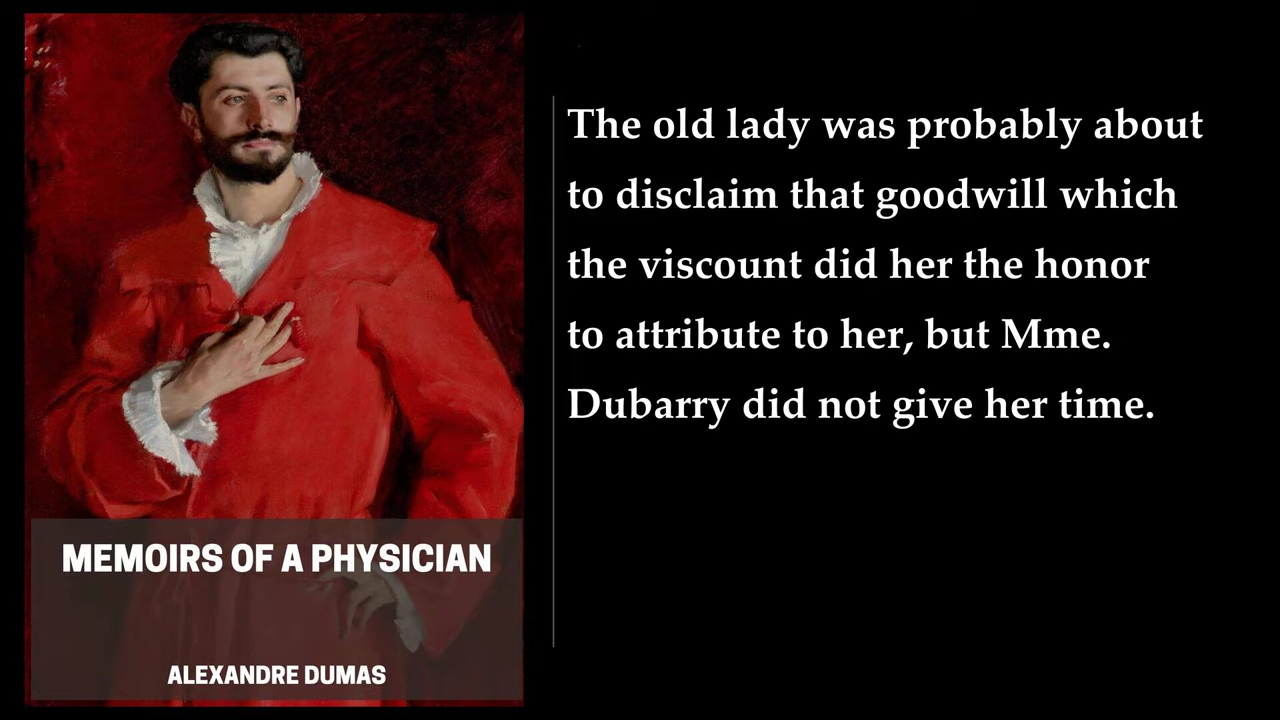 MEMOIRS OF A PHYSICIAN
ALEXANDRE DUMAS
The old lady was probably about
to disclaim that goodwill which
the viscount did her the honor
to attribute to her, but Mme.
Dubarry did not give her time.